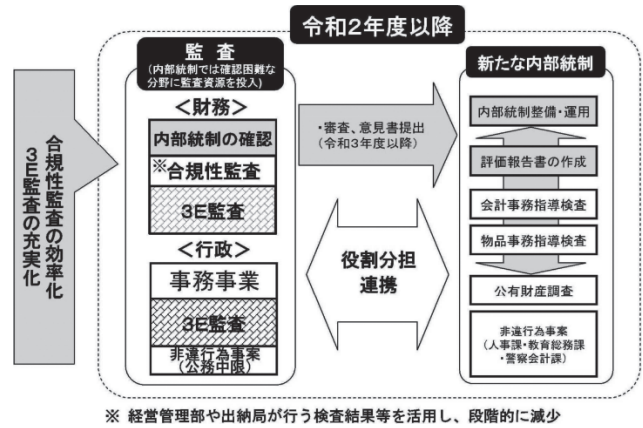 令和2年度以降
合規性監査の効率化
3E監査の充実化
監 査
(内部統制では確認困難な
分野に監査資源を投入)
＜財務＞
内部統制の確認
※合規性監査
3E監査
＜行政＞
事務事業
3E監査
非違行為事案
(公務中限)
・審査、意見書提出
(令和3年度以降)
役割分担
連携
新たな内部統制
内部統制整備・運用
評価報告書の作成
会計事務指導検査
物品事務指導検査
公有財産調査
非違行為事案
(人事課・教育総務課
・警察会計課)
※ 経営管理部や出納局が行う検査結果等を活用し、段階的に減少